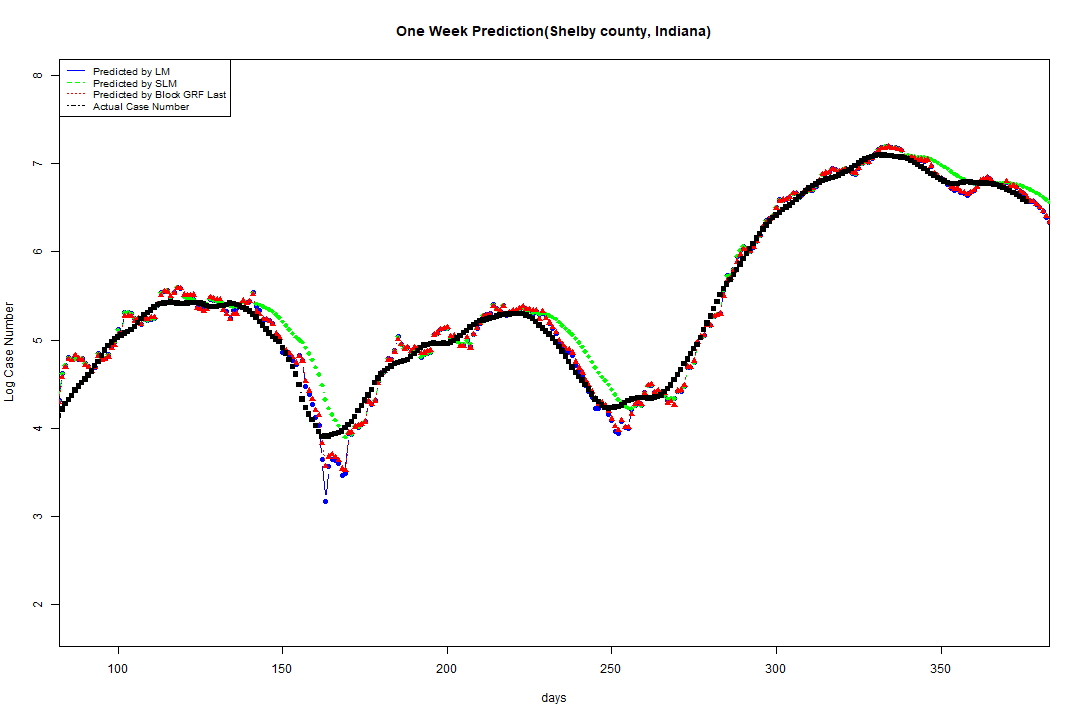 One Week Prediction(Shelby county, Indiana)
Predicted by LM
Predicted by SLM
Predicted by Block GRF Last
Actual Case Number
Log Case Number
8
7
6
5
4
3
2
100 150 200 250 300 350
days